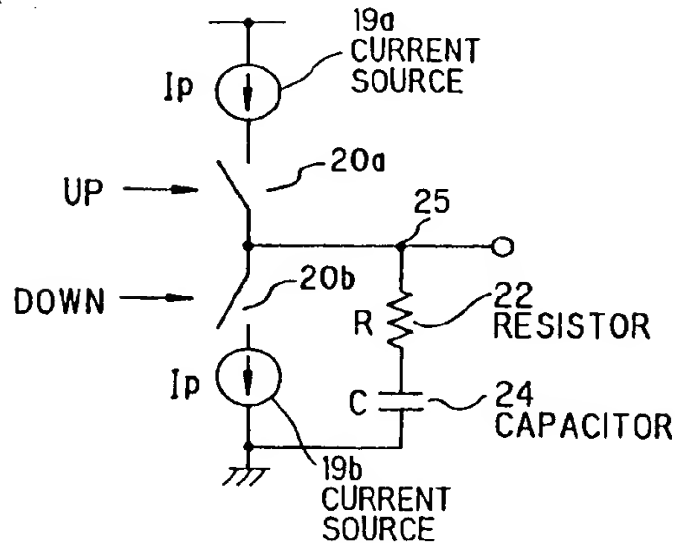 19a
CURRENT
SOURCE
Ip
20a
UP
25
DOWN
20b
22
R
RESISTOR
Ip
C
24
CAPACITOR
19b
CURRENT
SOURCE